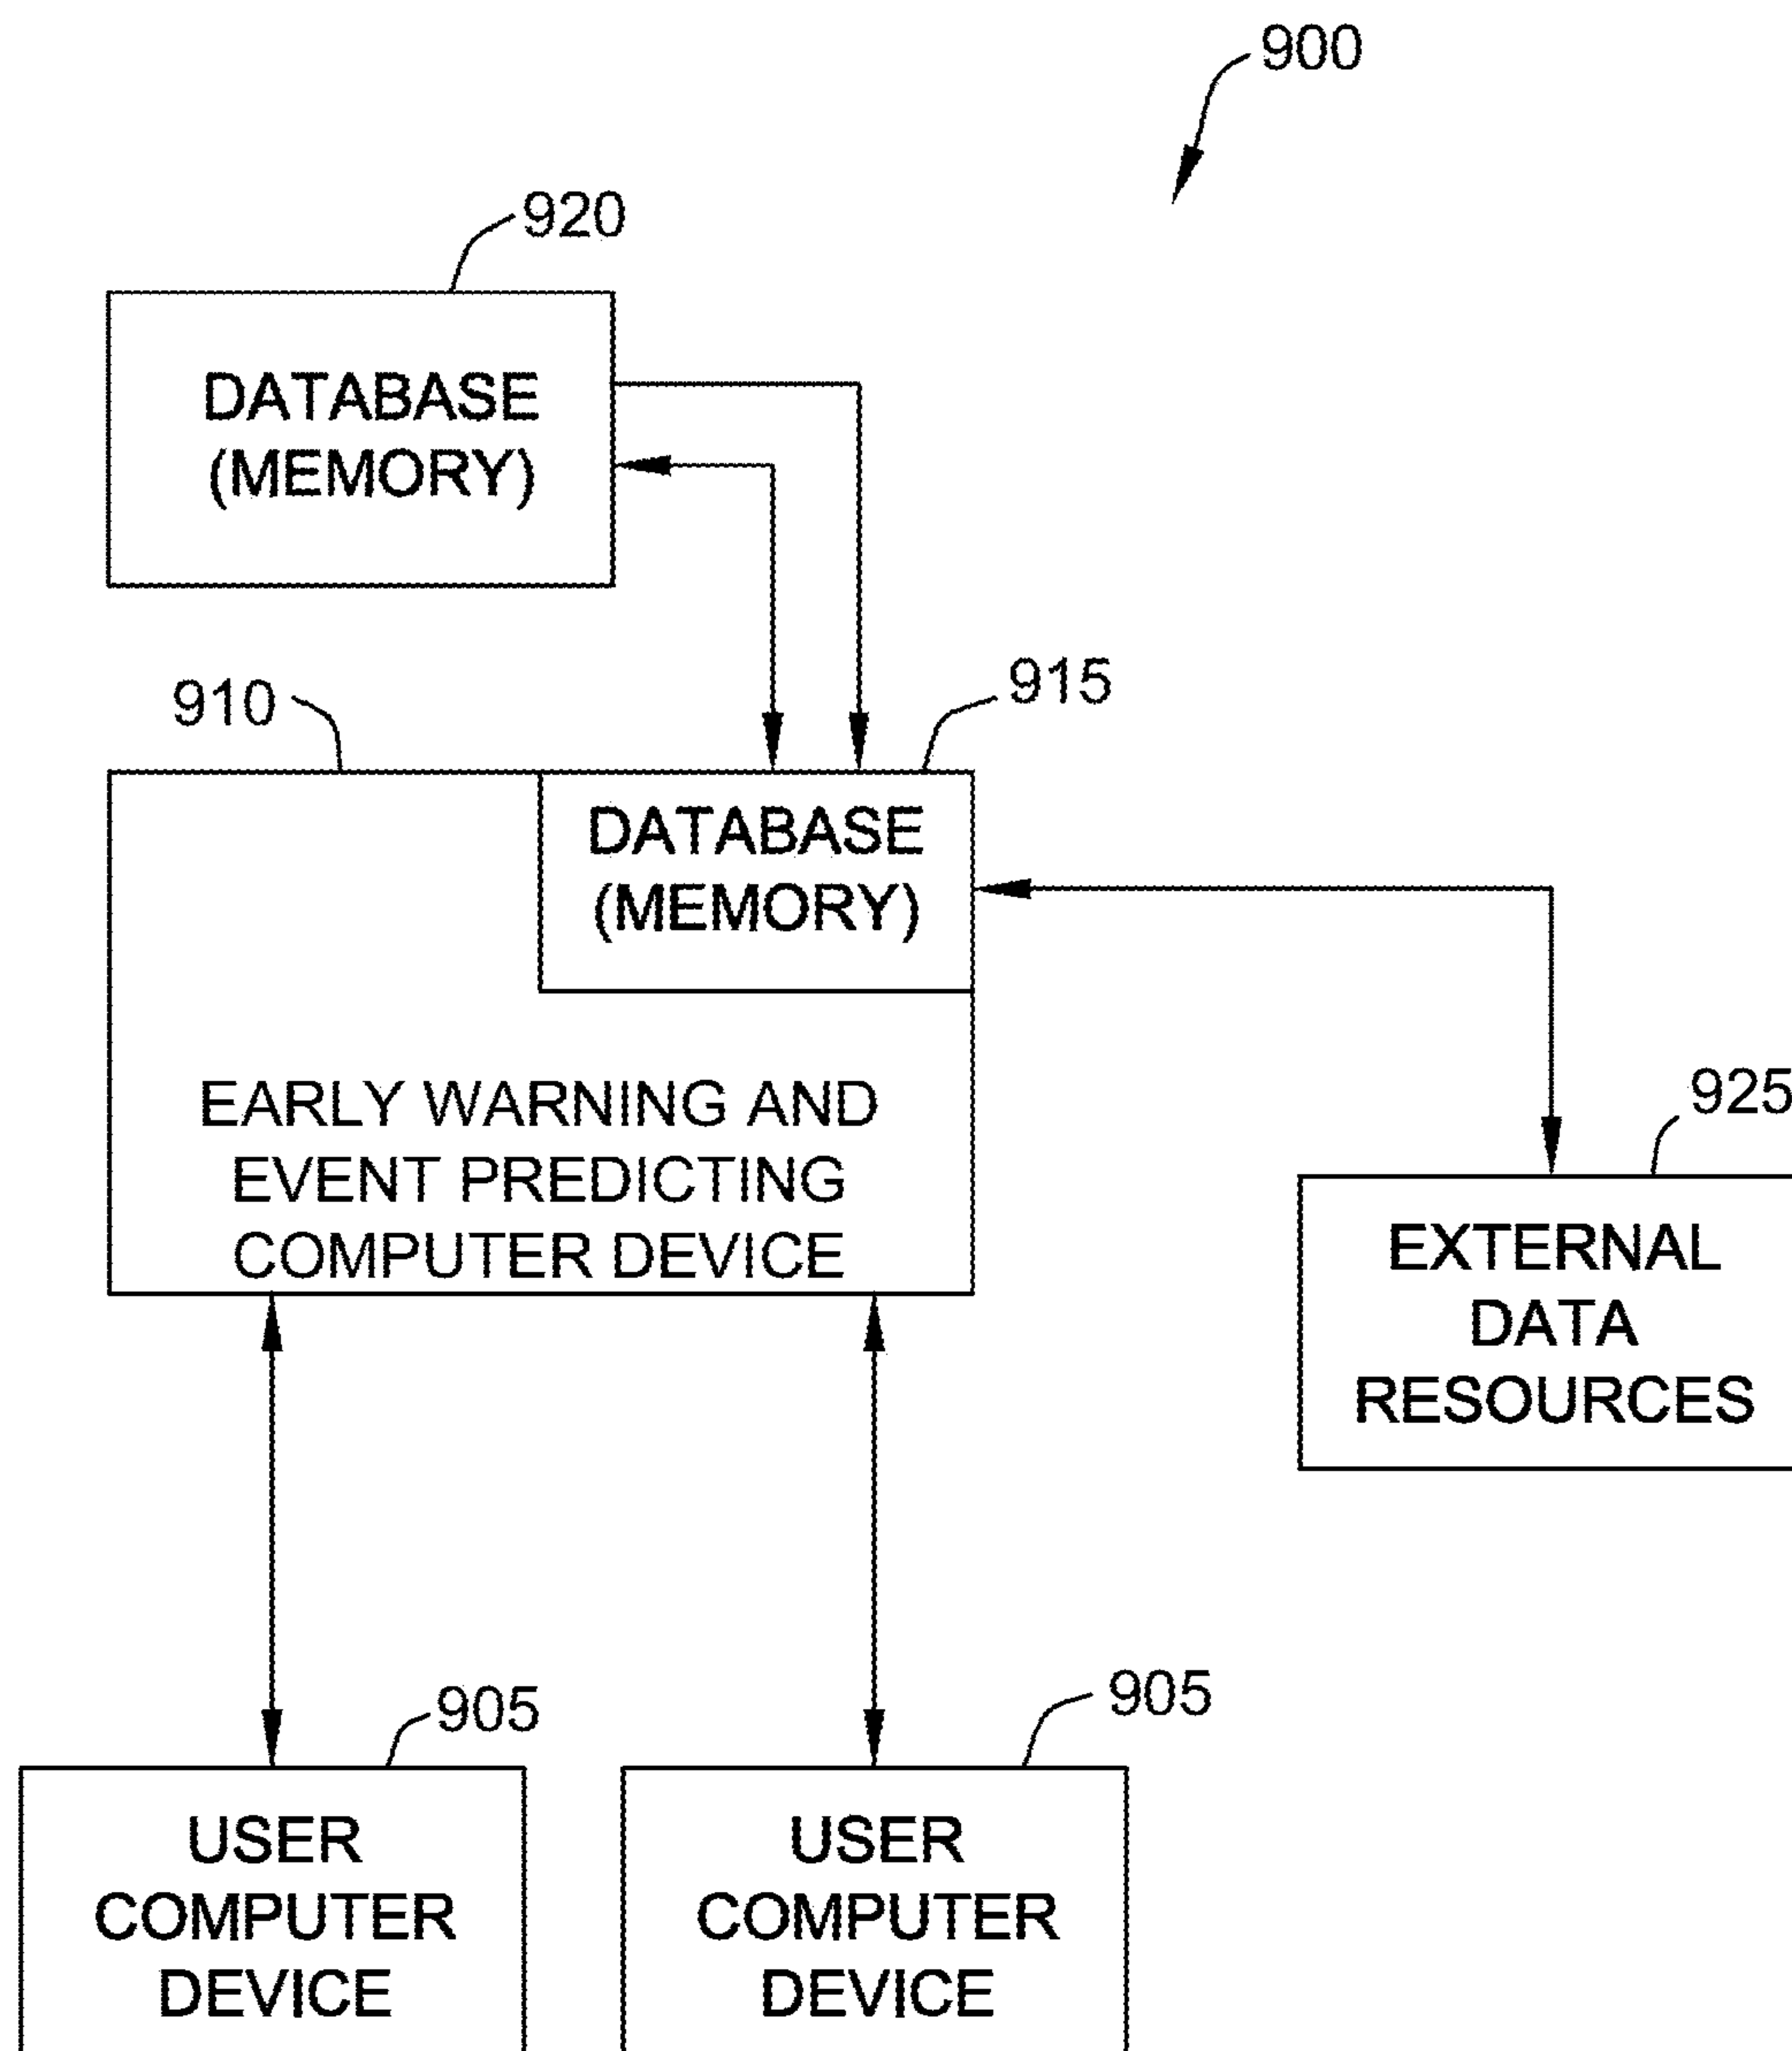 900
920
DATABASE
(MEMORY)
910
915
DATABASE
(MEMORY)
EARLY WARNING AND
EVENT PREDICTING
COMPUTER DEVICE
925
EXTERNAL
DATA
RESOURCES
905
905
USER
COMPUTER
DEVICE
USER
COMPUTER
DEVICE